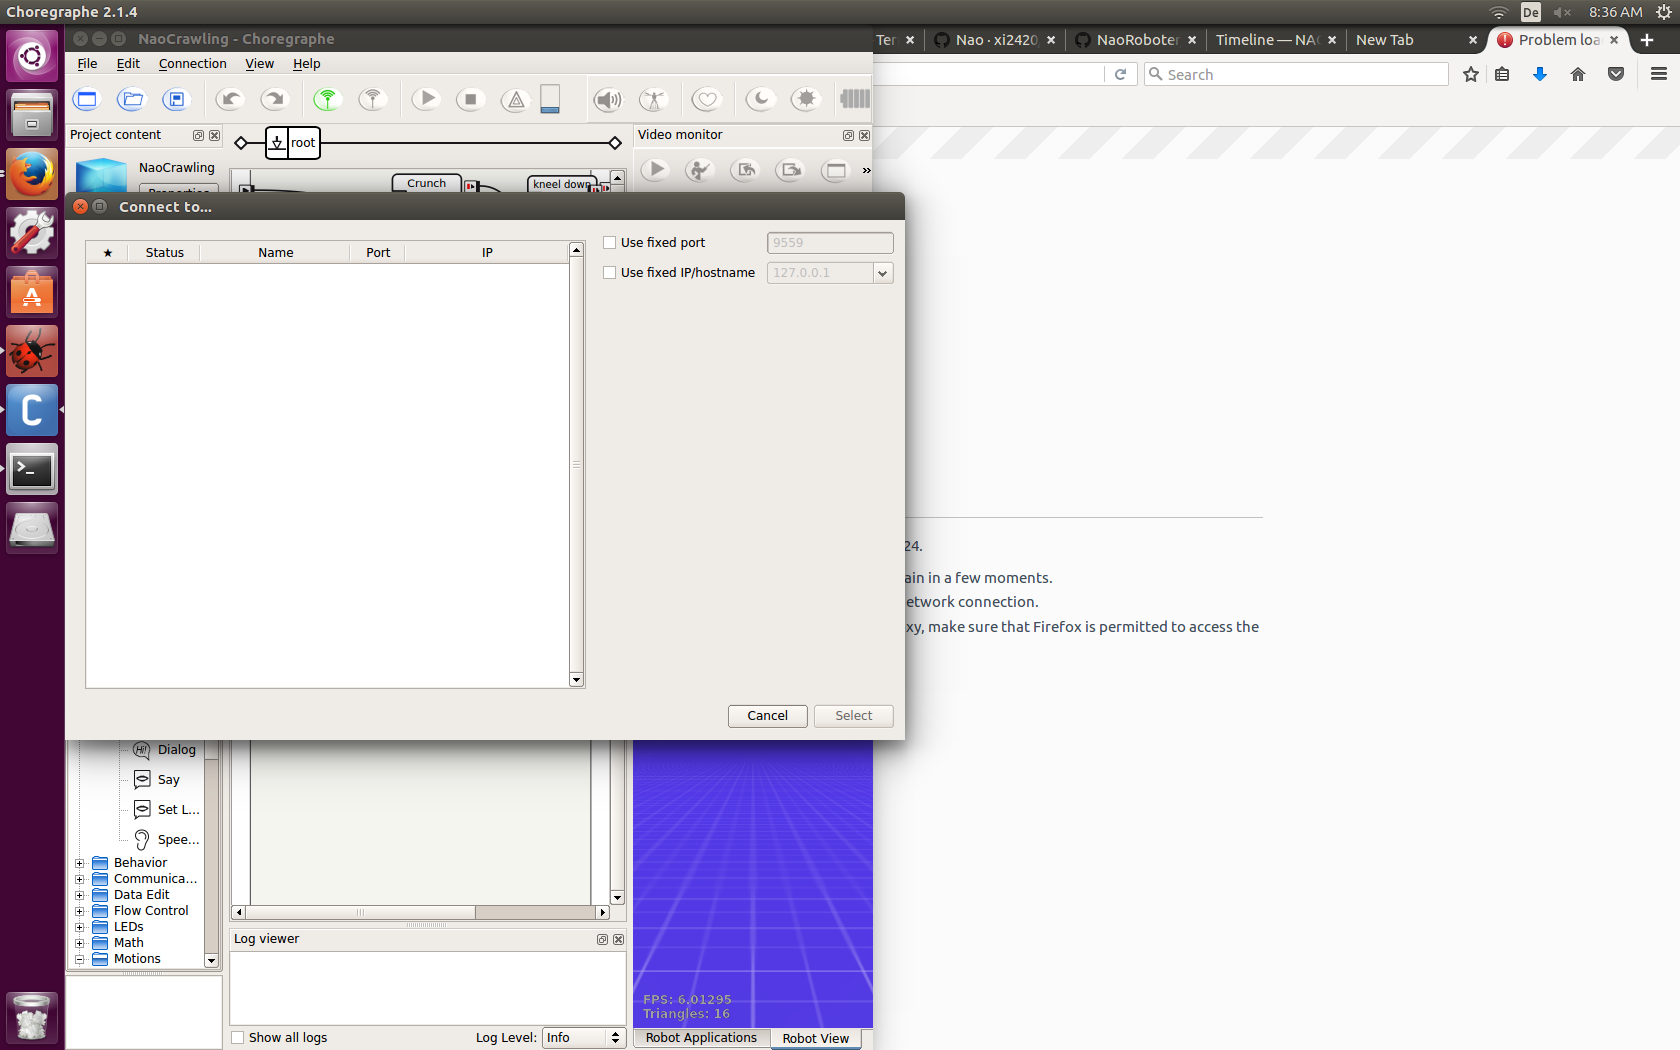 Choregraphe 2.1.4
De
8:36 AM
NaoCrawling - Choregraphe
Ter
Nao · xi2420
NaoRoboter
Timeline — NAO
New Tab
Problem loa
File Edit Connection View Help
Search
Project content
root
Video monitor
NaoCrawling
Properties
Crunch
kneel down
»
Connect to...
★ Status Name Port IP
Use fixed port 9559
Use fixed IP/hostname 127.0.0.1
24.
ain in a few moments.
etwork connection.
xy, make sure that Firefox is permitted to access the
Cancel Select
Hi!
Dialog
Say
Set L...
Spee...
Behavior
Communica...
Data Edit
Flow Control
LEDs
Math
Motions
Log viewer
Show all logs
Log Level: Info
FPS: 6.01295
Triangles: 16
Robot Applications Robot View